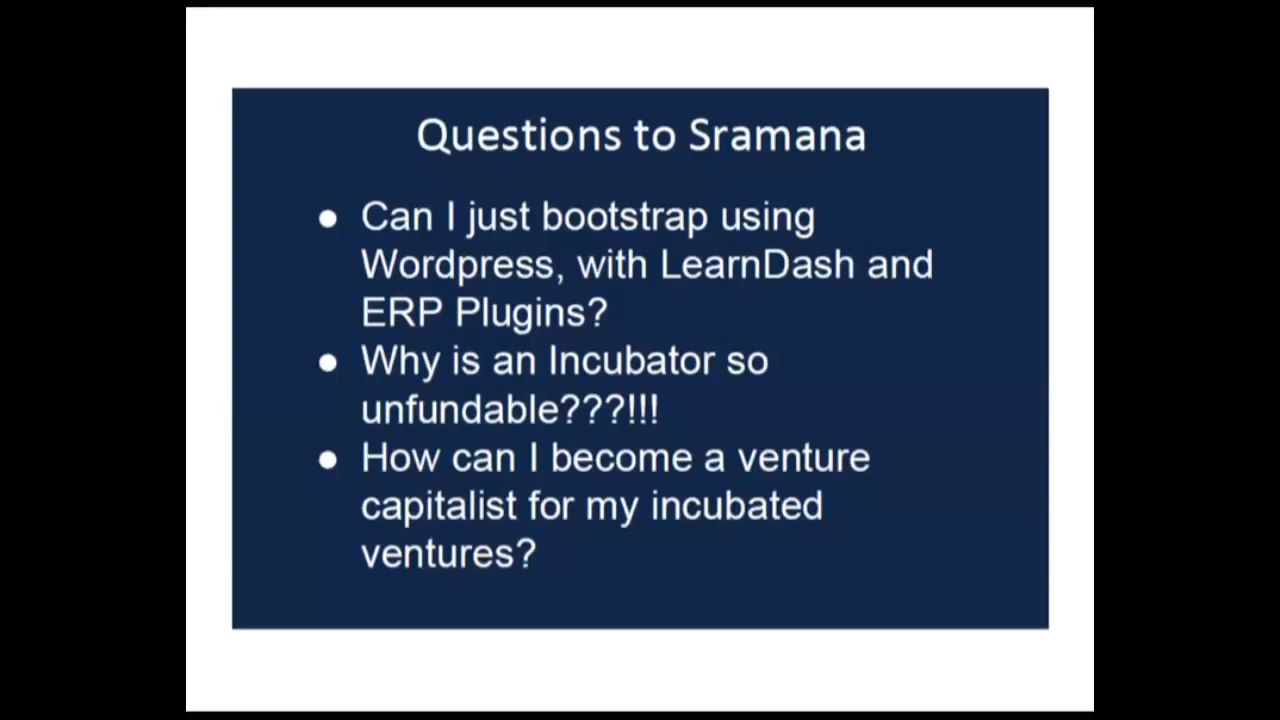 Questions to Sramana
● Can I just bootstrap using
Wordpress, with LearnDash and
ERP Plugins?
● Why is an Incubator so
unfundable???!!!
● How can I become a venture
capitalist for my incubated
ventures?